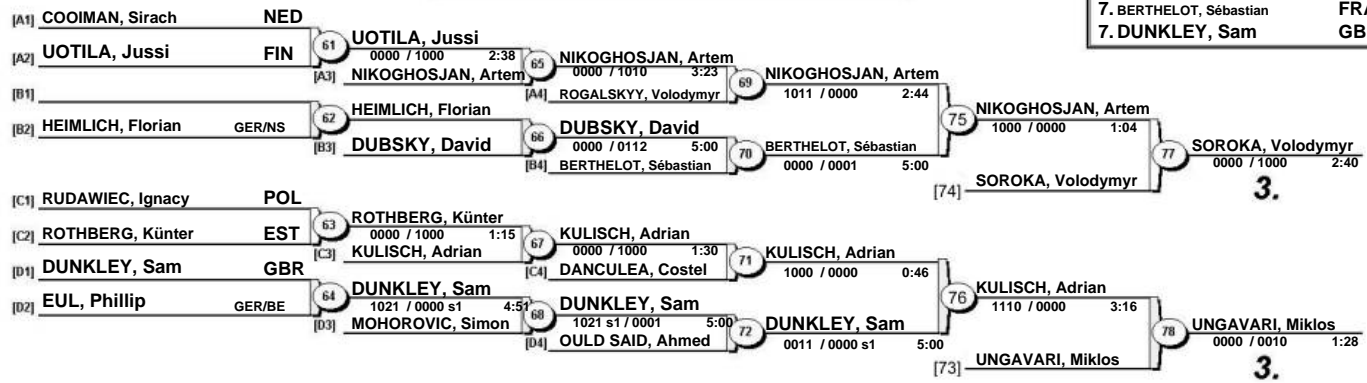 7. BERTHELOT, Sébastian FRA
7. DUNKLEY, Sam GB
[A1] COOIMAN, Sirach NED
[A2] UOTILA, Jussi FIN
61 UOTILA, Jussi
0000 / 1000 2:38
[A3] NIKOGHOSJAN, Artem
65 NIKOGHOSJAN, Artem
0000 / 1010 3:23
[A4] ROGALSKYY, Volodymyr
69 NIKOGHOSJAN, Artem
1011 / 0000 2:44
[B1]
[B2] HEIMLICH, Florian GER/NS
62 HEIMLICH, Florian
[B3] DUBSKY, David
66 DUBSKY, David
0000 / 0112 5:00
[B4] BERTHELOT, Sébastian
70 BERTHELOT, Sébastian
0000 / 0001 5:00
75 NIKOGHOSJAN, Artem
1000 / 0000 1:04
[74] SOROKA, Volodymyr
77 SOROKA, Volodymyr
0000 / 1000 2:40
3.
[C1] RUDAWIEC, Ignacy POL
[C2] ROTHBERG, Künter EST
63 ROTHBERG, Künter
0000 / 1000 1:15
[C3] KULISCH, Adrian
67 KULISCH, Adrian
0000 / 1000 1:30
[C4] DANCULEA, Costel
71 KULISCH, Adrian
1000 / 0000 0:46
[D1] DUNKLEY, Sam GBR
[D2] EUL, Phillip GER/BE
64 DUNKLEY, Sam
1021 / 0000 s1 4:51
[D3] MOHOROVIC, Simon
68 DUNKLEY, Sam
1021 s1 / 0001 5:00
[D4] OULD SAID, Ahmed
72 DUNKLEY, Sam
0011 / 0000 s1 5:00
76 KULISCH, Adrian
1110 / 0000 3:16
[73] UNGAVARI, Miklos
78 UNGAVARI, Miklos
0000 / 0010 1:28
3.